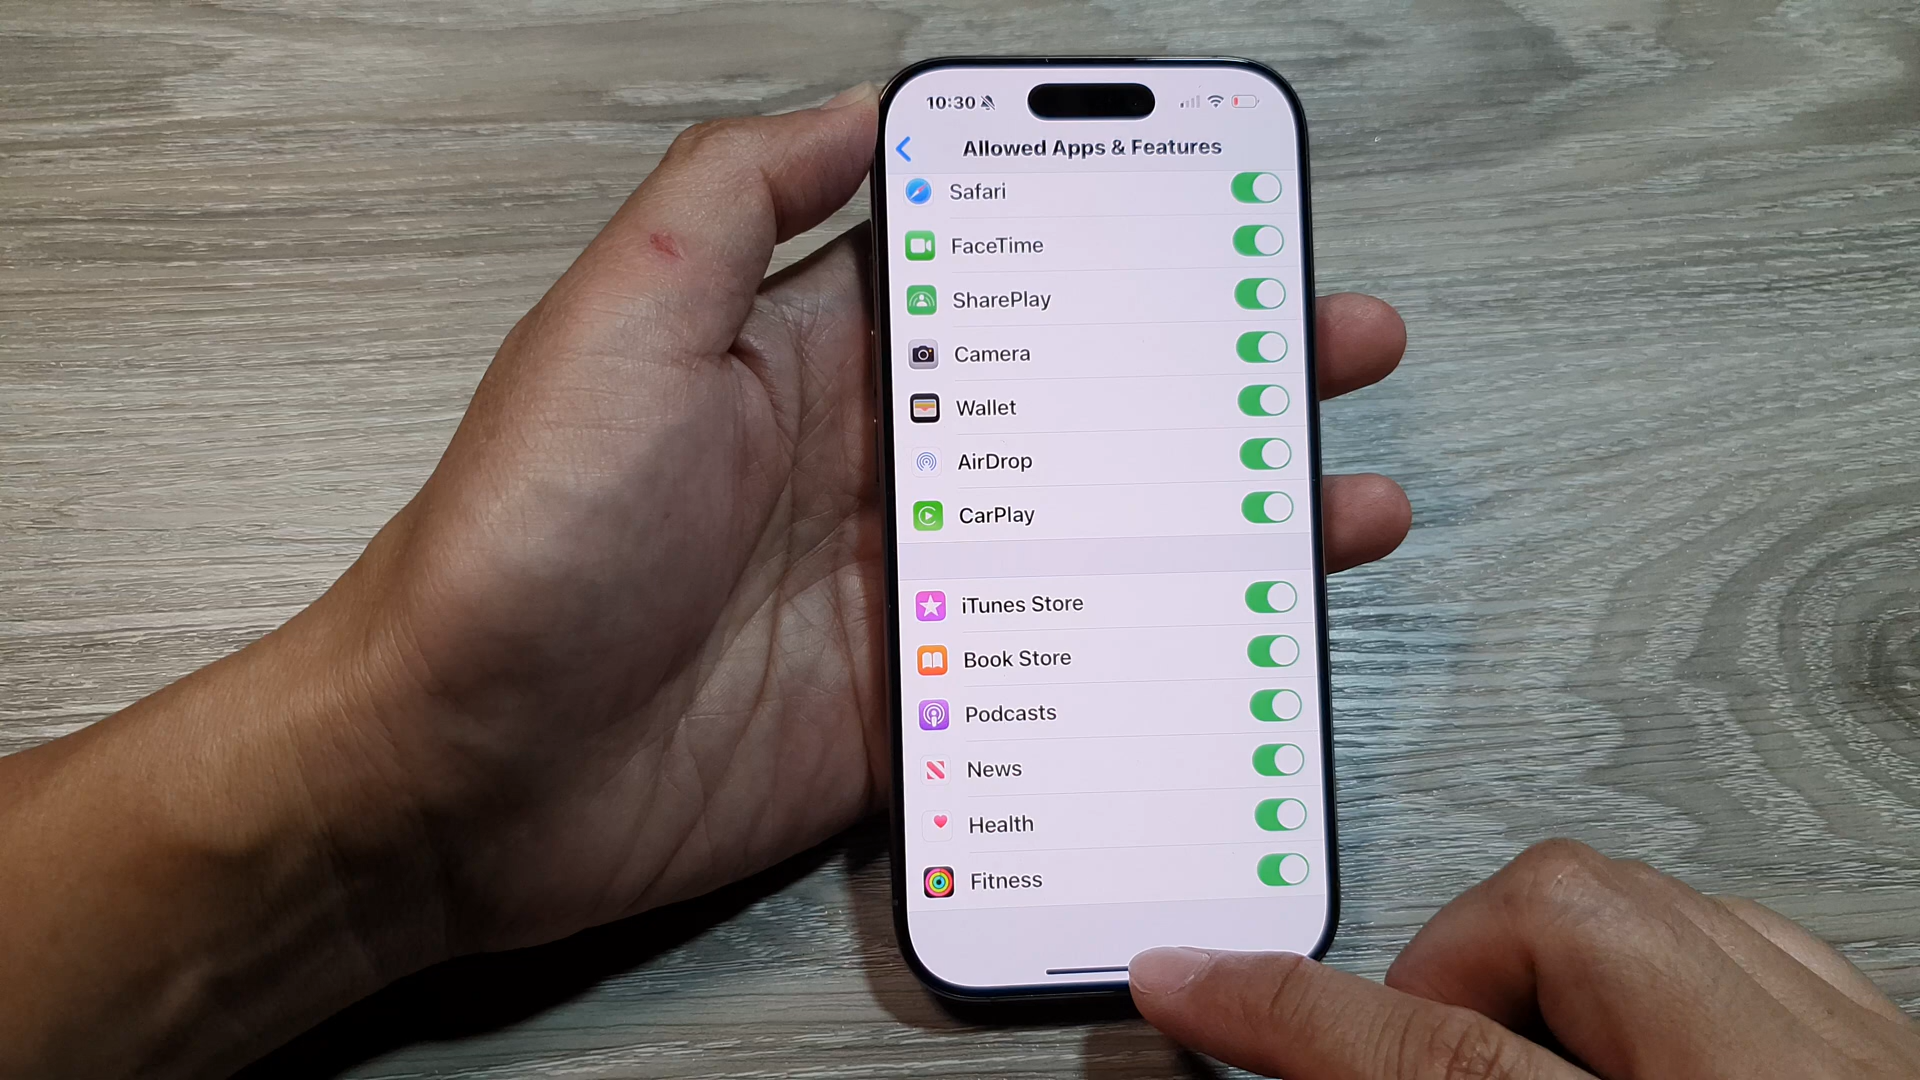 10:30
Allowed Apps & Features
Safari
FaceTime
SharePlay
Camera
Wallet
AirDrop
CarPlay
iTunes Store
Book Store
Podcasts
News
Health
Fitness